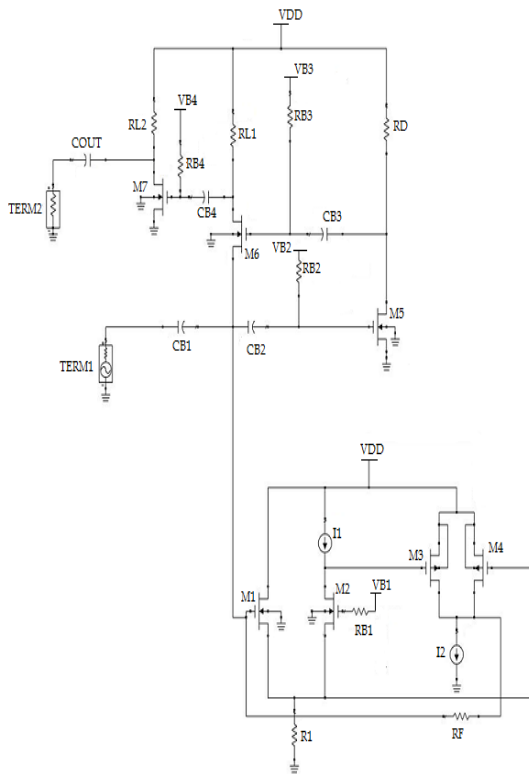 VDD
VB3
VB4
RL2
RL1
RB3
RD
COUT
RB4
M7
TERM2
CB4
CB3
M6
VB2
RB2
M5
CB1
CB2
TERM1
VDD
I1
M3
M4
M1
M2
VB1
RB1
I2
R1
RF